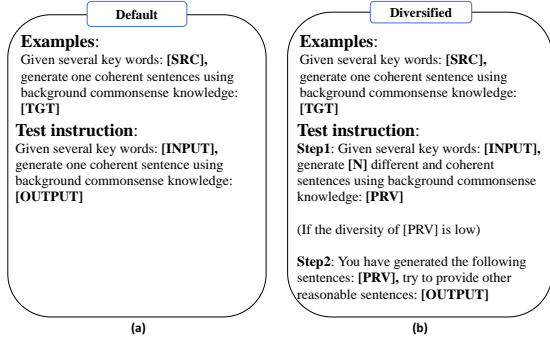 Default
Examples:
Given several key words: [SRC],
generate one coherent sentences using
background commonsense knowledge:
[TGT]
Test instruction:
Given several key words: [INPUT],
generate one coherent sentence using
background commonsense knowledge:
[OUTPUT]
(a)
Diversified
Examples:
Given several key words: [SRC],
generate one coherent sentences using
background commonsense knowledge:
[TGT]
Test instruction:
Step1: Given several key words: [INPUT],
generate [N] different and coherent
sentences using background commonsense
knowledge: [PRV]
(If the diversity of [PRV] is low)
Step2: You have generated the following
sentences: [PRV], try to provide other
reasonable sentences: [OUTPUT]
(b)